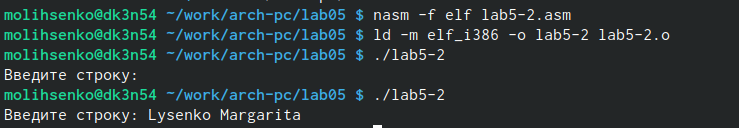 molihsenko@dk3n54 ~/work/arch-pc/lab05 $ nasm -f elf lab5-2.asm
molihsenko@dk3n54 ~/work/arch-pc/lab05 $ ld -m elf_i386 -o lab5-2 lab5-2.o
molihsenko@dk3n54 ~/work/arch-pc/lab05 $ ./lab5-2
Введите строку:
molihsenko@dk3n54 ~/work/arch-pc/lab05 $ ./lab5-2
Введите строку: Lysenko Margarita